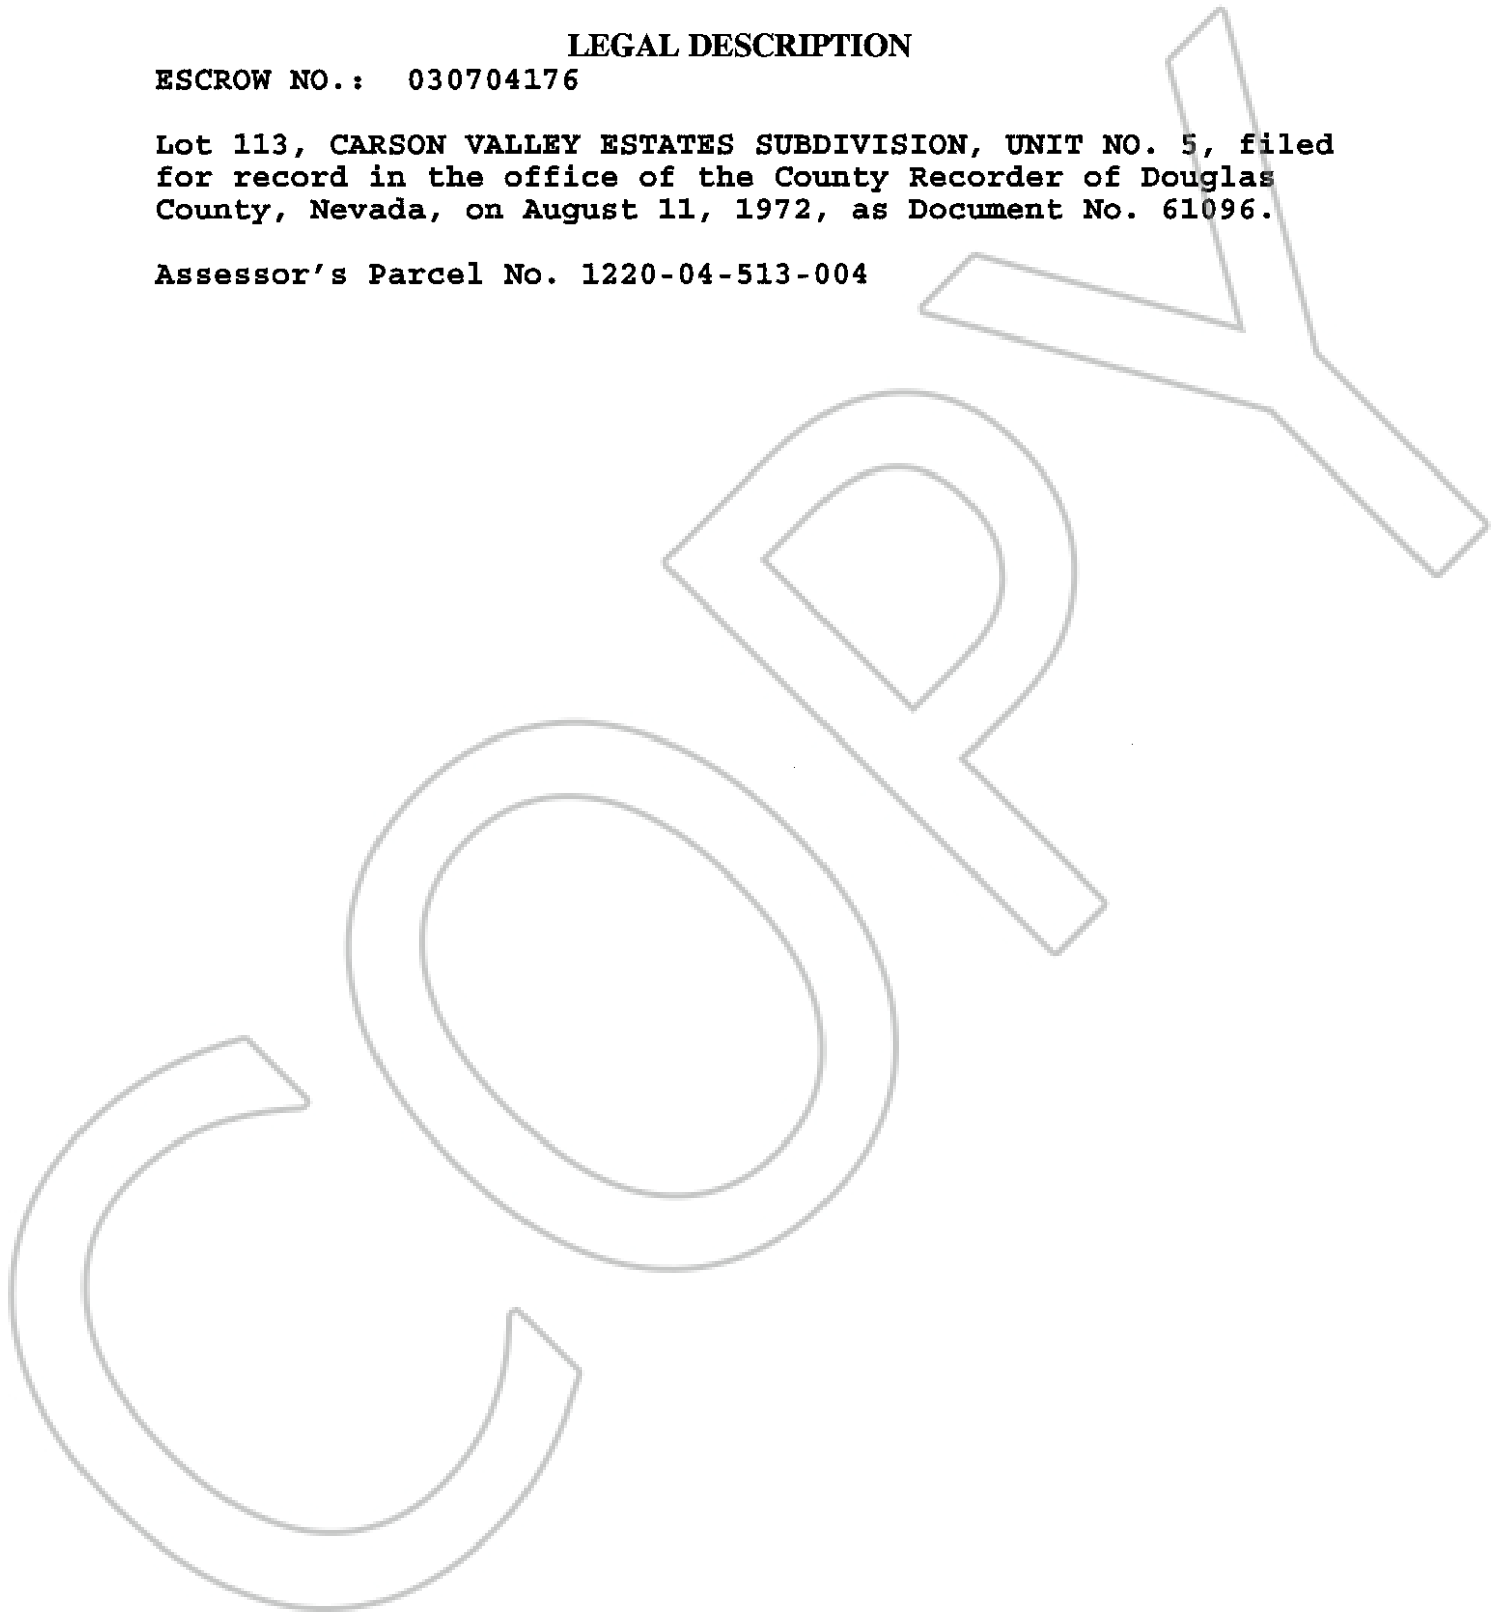 LEGAL DESCRIPTION
ESCROW NO.: 030704176
Lot 113, CARSON VALLEY ESTATES SUBDIVISION, UNIT NO. 5, filed
for record in the office of the County Recorder of Douglas
County, Nevada, on August 11, 1972, as Document No. 61096.
Assessor's Parcel No. 1220-04-513-004
COPY